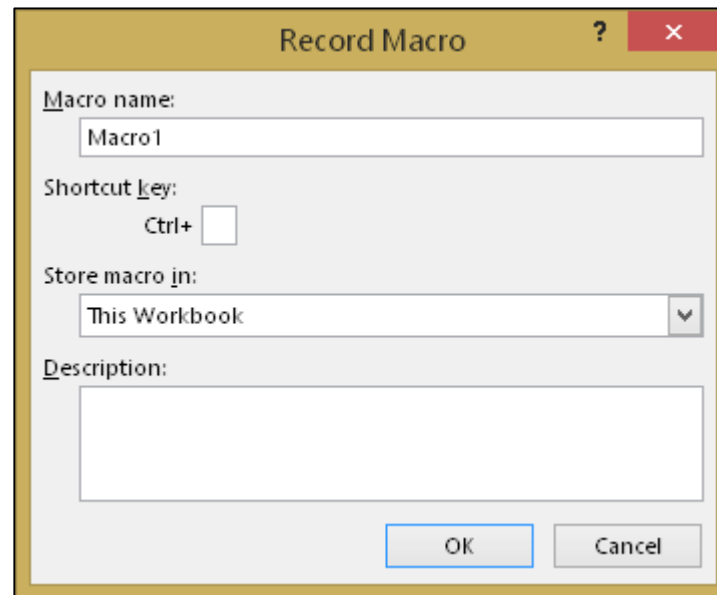 Record Macro
?
×
Macro name:
Macro1
Shortcut key:
Ctrl+
Store macro in:
This Workbook
Description:
OK
Cancel